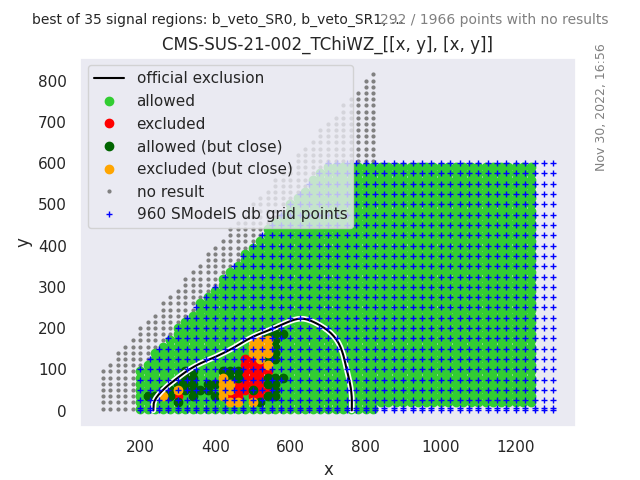 best of 35 signal regions: b_veto_SR0, b_veto_SR1, ..
292 / 1966 points with no results
CMS-SUS-21-002_TChiWZ_[[x, y], [x, y]]
Nov 30, 2022, 16:56
official exclusion
allowed
excluded
allowed (but close)
excluded (but close)
no result
960 SModelS db grid points
y
800
700
600
500
400
300
200
100
0
200 400 600 800 1000 1200
x